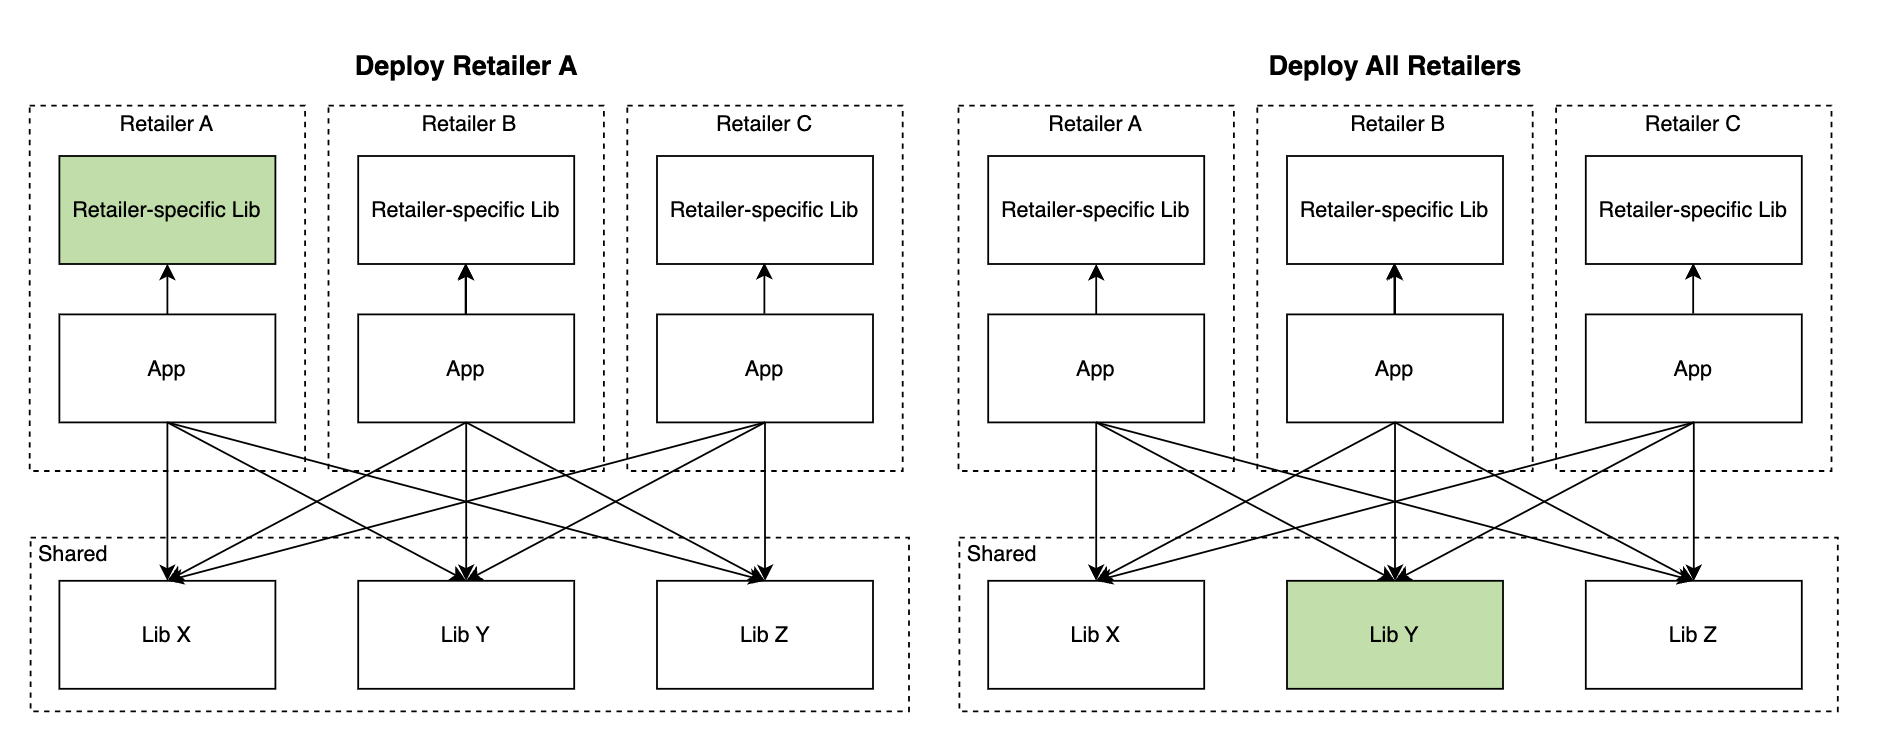 Deploy Retailer A
Retailer A
Retailer B
Retailer C
Retailer-specific Lib
Retailer-specific Lib
Retailer-specific Lib
App
App
App
Shared
Lib X
Lib Y
Lib Z
Deploy All Retailers
Retailer A
Retailer B
Retailer C
Retailer-specific Lib
Retailer-specific Lib
Retailer-specific Lib
App
App
App
Shared
Lib X
Lib Y
Lib Z